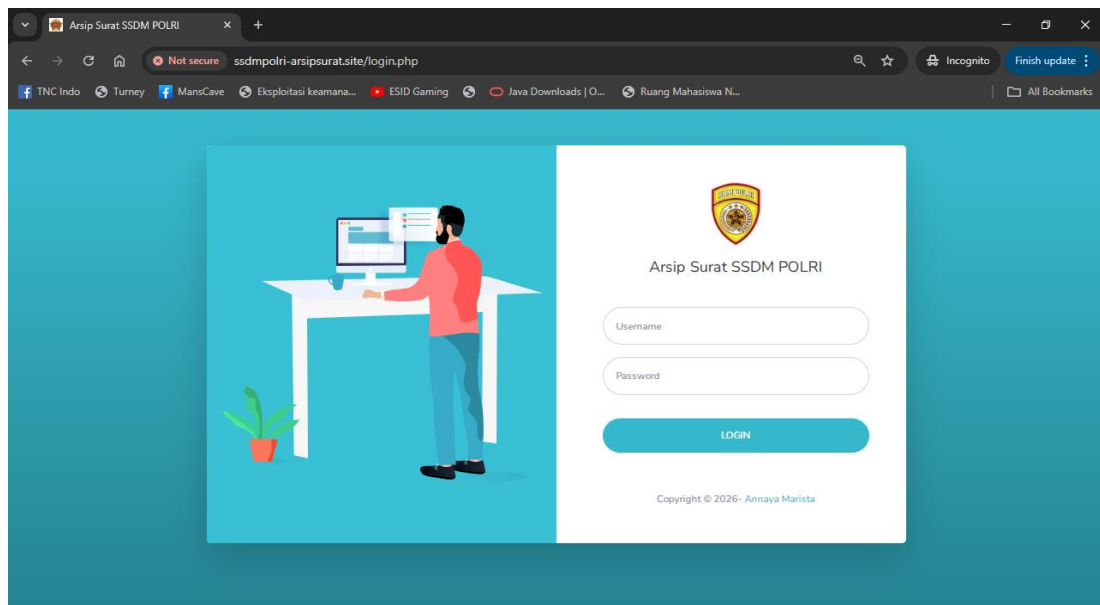 Arsip Surat SSDM POLRI
Not secure ssdmpolri-arsipsurat.site/login.php Incognito Finish update
TNC Indo Turney MansCave Eksploitasi keamana... ESID Gaming Java Downloads | O... Ruang Mahasiswa N... All Bookmarks
Arsip Surat SSDM POLRI
Username
Password
LOGIN
Copyright © 2026- Annaya Marista